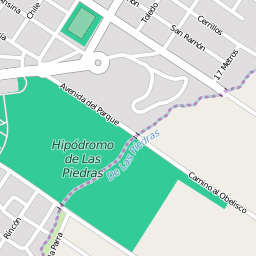 Chile
Toledo
Cerrillos
San Ramón
17 Metros
Avenida del Parque
Hipódromo
de Las
Piedras
De Las Piedras
Camino al Obelisco
Rincón
Parra